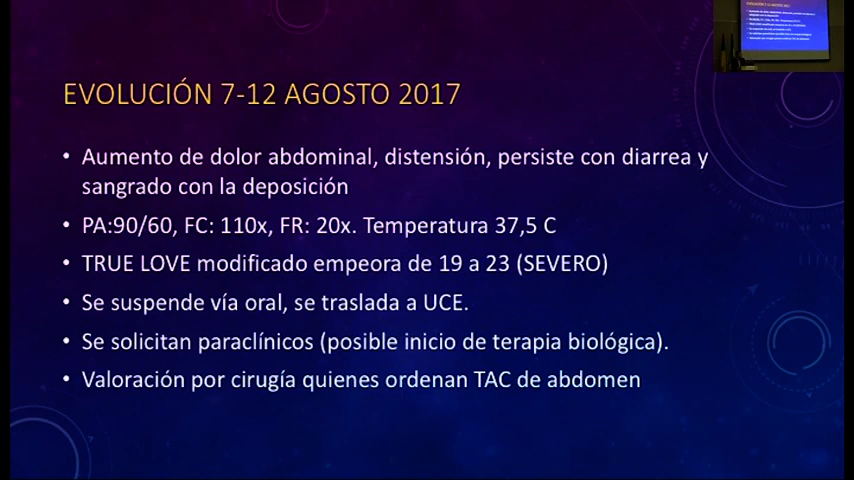 EVOLUCIÓN 7-12 AGOSTO 2017
• Aumento de dolor abdominal, distensión, persiste con diarrea y
sangrado con la deposición
• PA:90/60, FC: 110x, FR: 20x. Temperatura 37,5 C
• TRUE LOVE modificado empeora de 19 a 23 (SEVERO)
• Se suspende vía oral, se traslada a UCE.
• Se solicitan paraclínicos (posible inicio de terapia biológica).
• Valoración por cirugía quienes ordenan TAC de abdomen